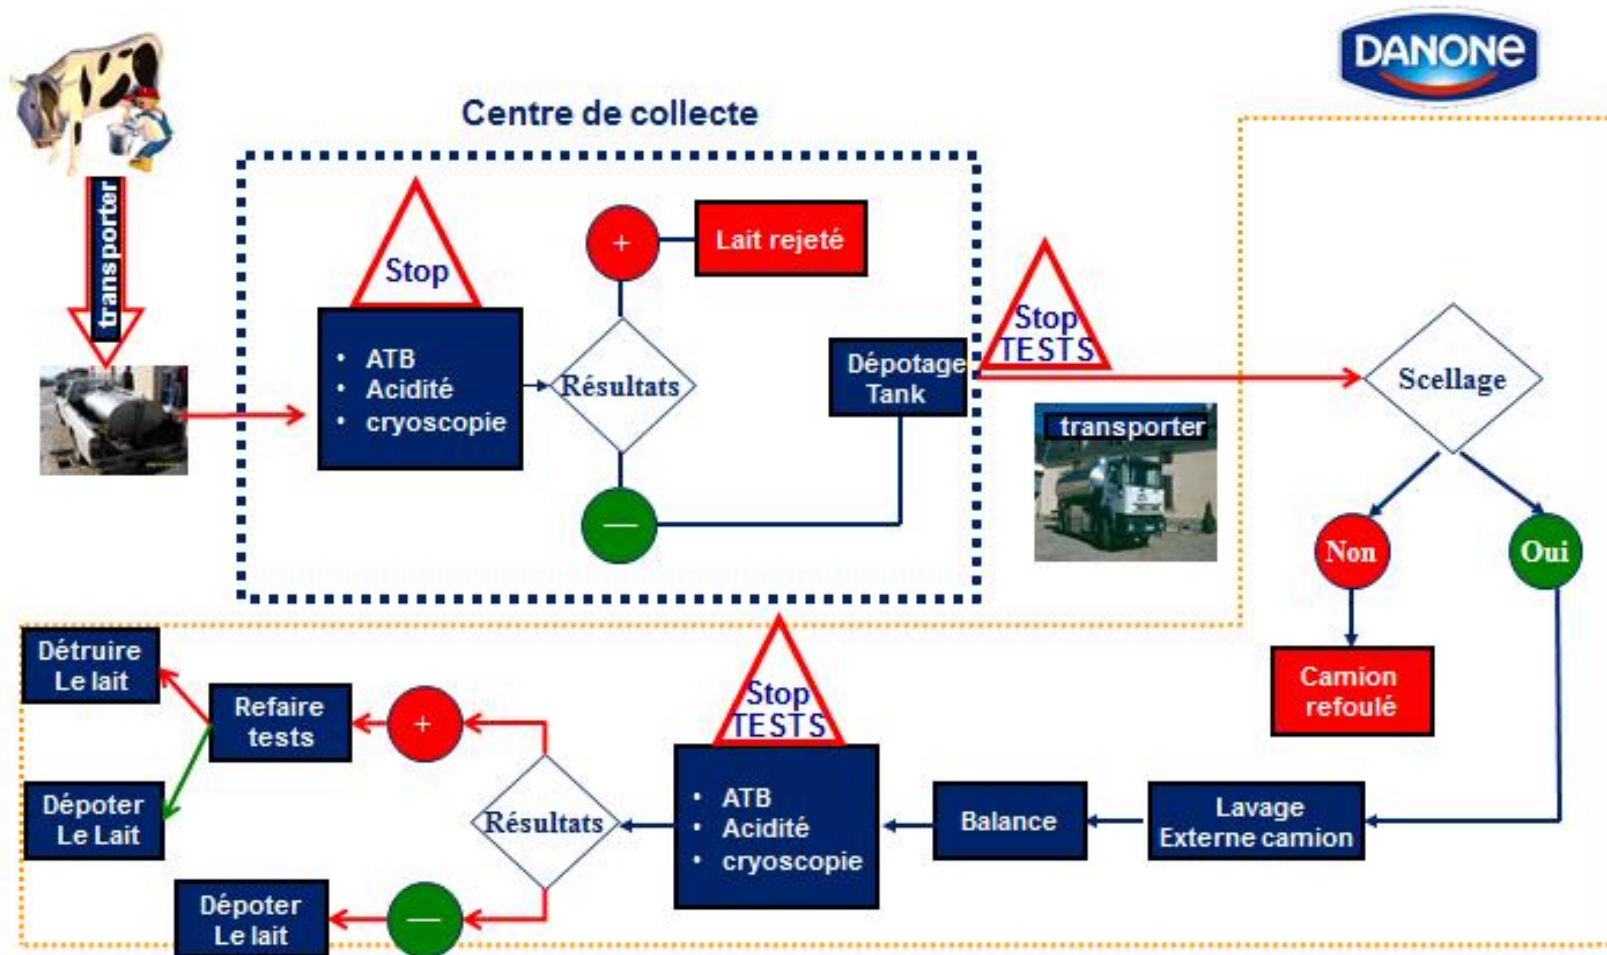 DANONE
Centre de collecte
transporter
Stop
• ATB
• Acidité
• cryoscopie
Résultats
+
Lait rejeté
—
Dépotage
Tank
Stop
TESTS
transporter
Scellage
Non
Oui
Camion
refoulé
Lavage
Externe camion
Balance
Stop
TESTS
• ATB
• Acidité
• cryoscopie
Résultats
+
Refaire
tests
Détruire
Le lait
Dépoter
Le Lait
—
Dépoter
Le lait